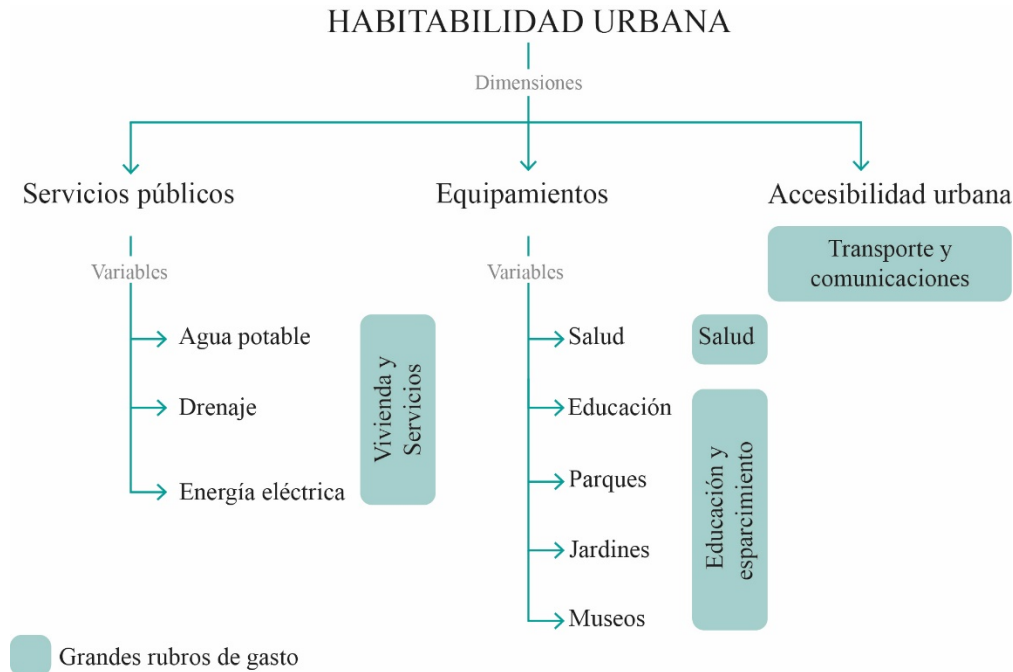 HABITABILIDAD URBANA
Dimensiones
Servicios públicos
Variables
Agua potable
Drenaje
Energía eléctrica
Vivienda y
Servicios
Equipamientos
Variables
Salud
Educación
Parques
Jardines
Museos
Salud
Educación y
esparcimiento
Accesibilidad urbana
Transporte y
comunicaciones
Grandes rubros de gasto